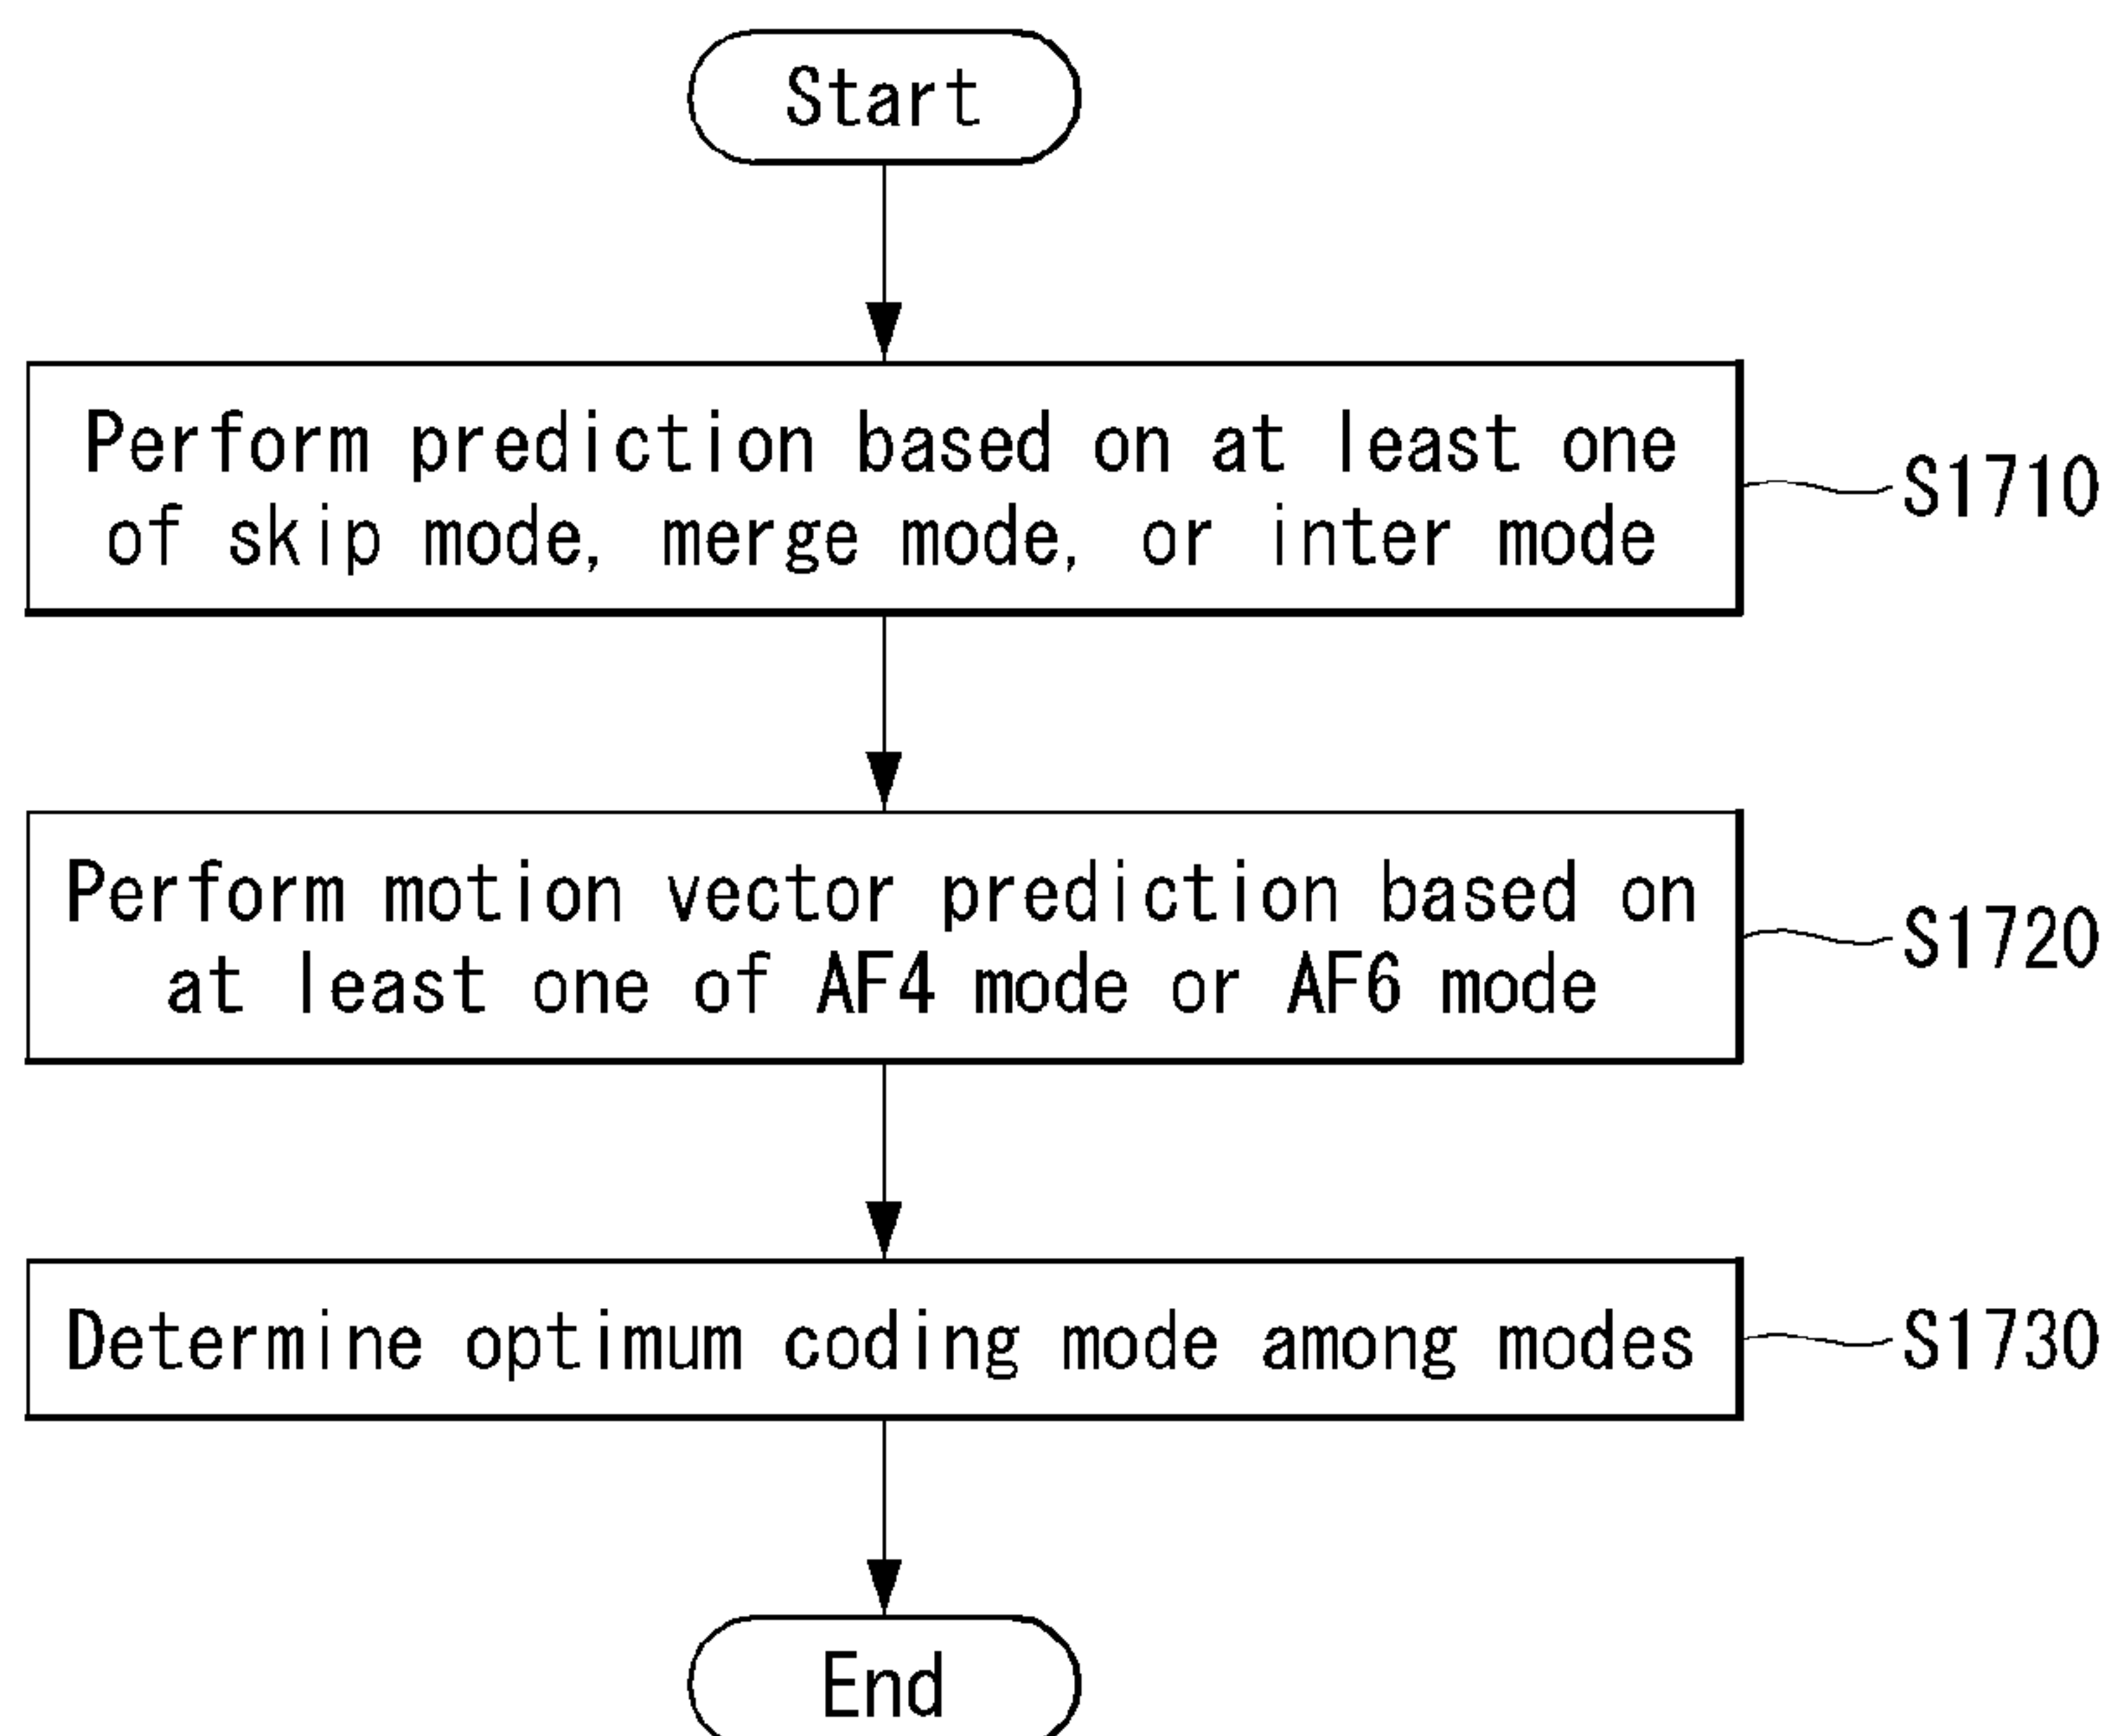 Start
Perform prediction based on at least one
of skip mode, merge mode, or inter mode
S1710
Perform motion vector prediction based on
at least one of AF4 mode or AF6 mode
S1720
Determine optimum coding mode among modes
S1730
End